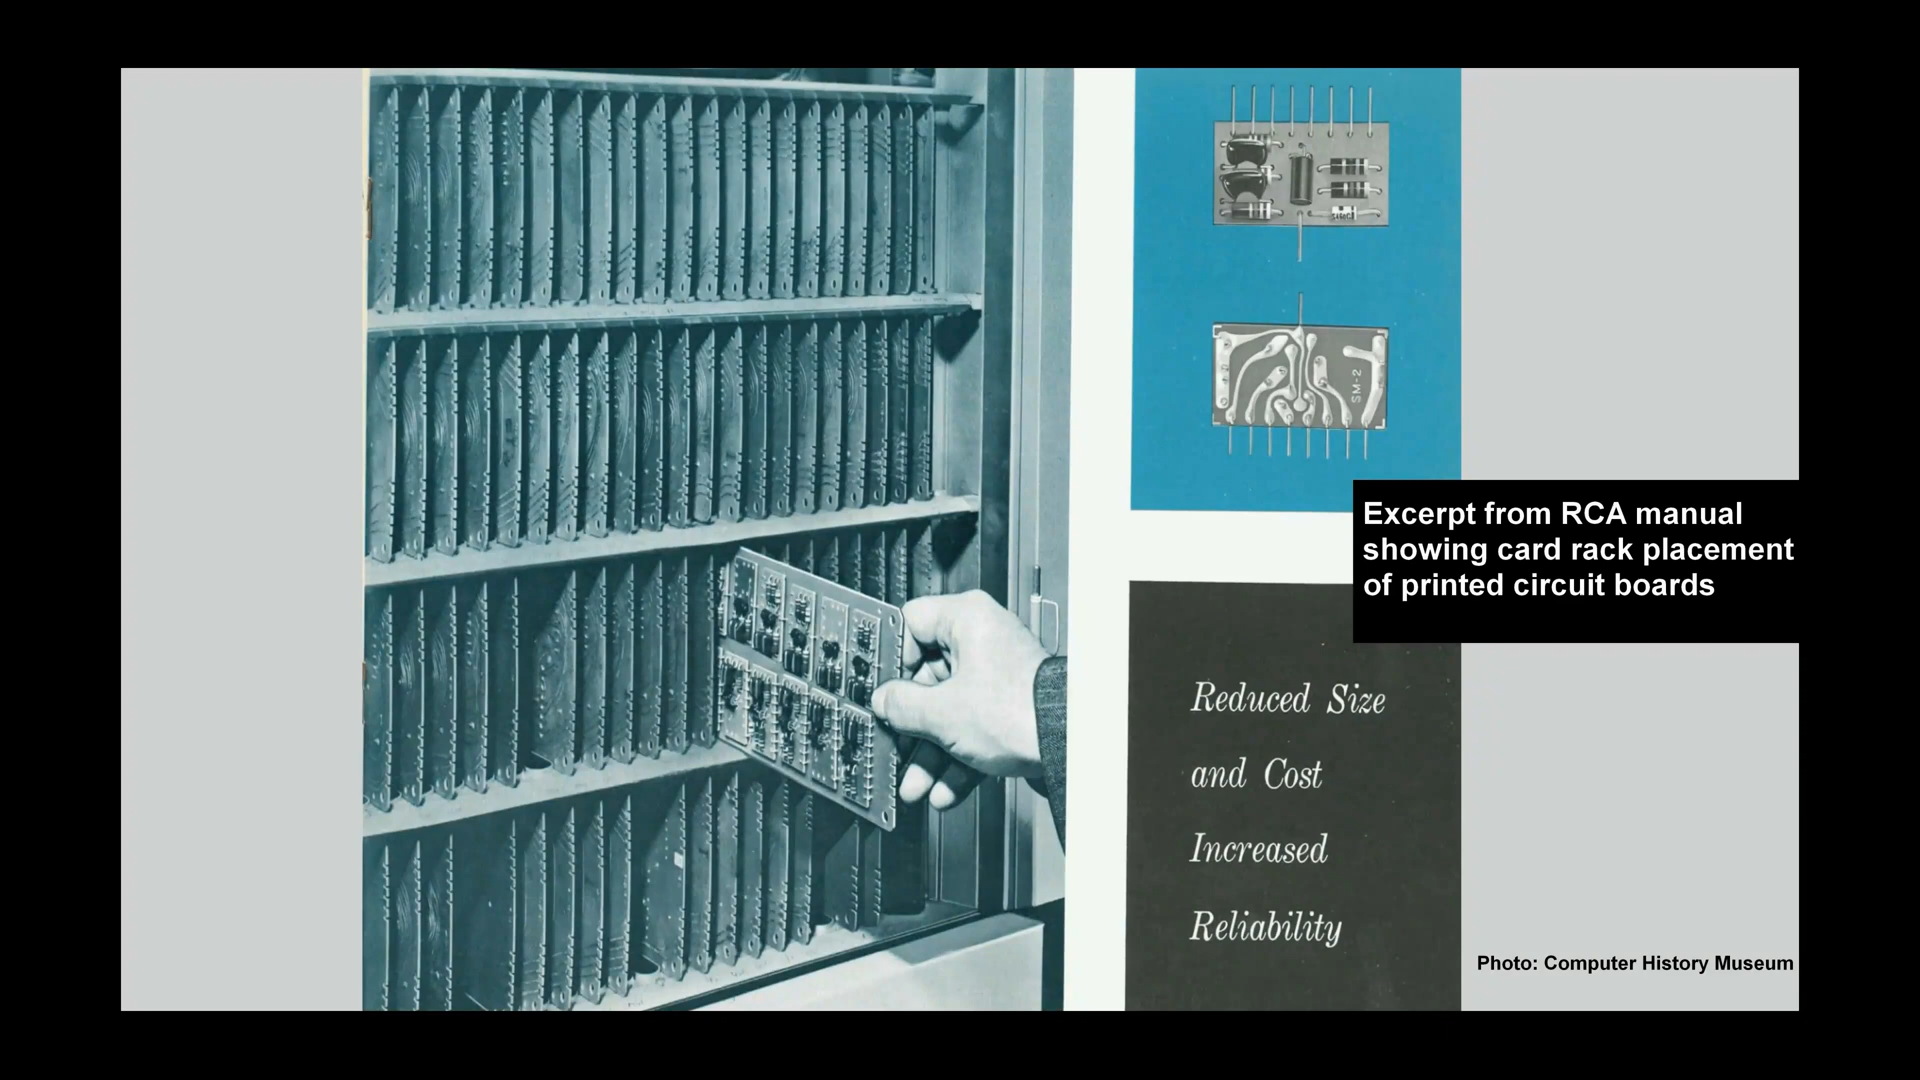 SM-2
Excerpt from RCA manual
showing card rack placement
of printed circuit boards
Reduced Size
and Cost
Increased
Reliability
Photo: Computer History Museum